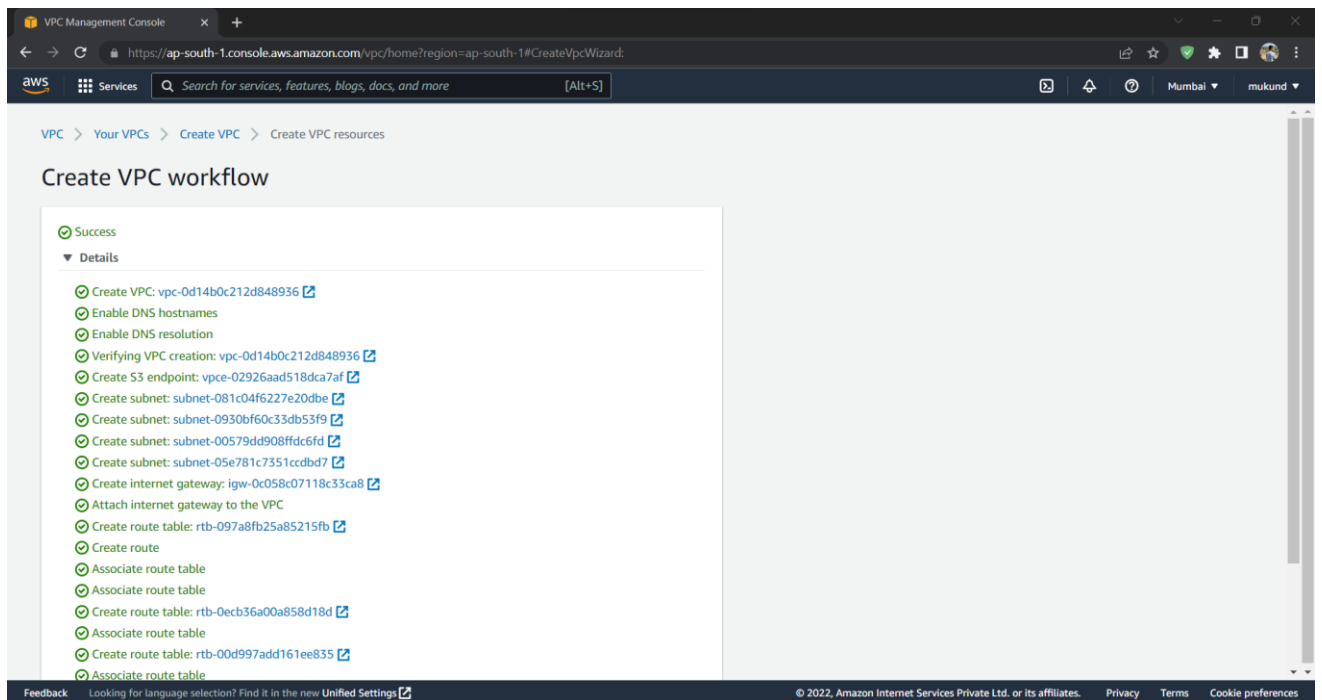 VPC Management Console
https://ap-south-1.console.aws.amazon.com/vpc/home?region=ap-south-1#CreateVpcWizard:
aws Services Search for services, features, blogs, docs, and more [Alt+S] Mumbai mukund
VPC > Your VPCs > Create VPC > Create VPC resources
Create VPC workflow
Success
Details
Create VPC: vpc-0d14b0c212d848936
Enable DNS hostnames
Enable DNS resolution
Verifying VPC creation: vpc-0d14b0c212d848936
Create S3 endpoint: vpce-02926aad518dca7af
Create subnet: subnet-081c04f6227e20dbe
Create subnet: subnet-0930bf60c33db53f9
Create subnet: subnet-00579dd908ffdc6fd
Create subnet: subnet-05e781c7351ccdbd7
Create internet gateway: igw-0c058c07118c33ca8
Attach internet gateway to the VPC
Create route table: rtb-097a8fb25a85215fb
Create route
Associate route table
Associate route table
Create route table: rtb-0ecb36a00a858d18d
Associate route table
Create route table: rtb-00d997add161ee835
Associate route table
Feedback Looking for language selection? Find it in the new Unified Settings © 2022, Amazon Internet Services Private Ltd. or its affiliates. Privacy Terms Cookie preferences